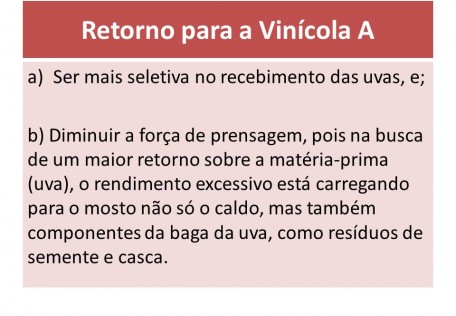 Retorno para a Vinícola A
a) Ser mais seletiva no recebimento das uvas, e;
b) Diminuir a força de prensagem, pois na busca
de um maior retorno sobre a matéria-prima
(uva), o rendimento excessivo está carregando
para o mosto não só o caldo, mas também
componentes da baga da uva, como resíduos de
semente e casca.